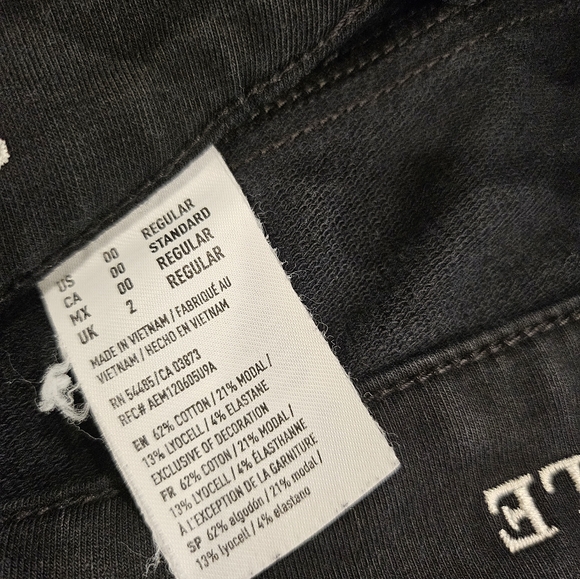 US 00 REGULAR
CA 00 STANDARD
MX 00 REGULAR
UK 2 REGULAR
MADE IN VIETNAM / FABRIQUÉ AU
VIETNAM / HECHO EN VIETNAM
RN 54485/CA 03873
RFC# AEM120605U9A
EN 62% COTTON / 21% MODAL /
13% LYOCELL / 4% ELASTANE
EXCLUSIVE OF DECORATION
FR 62% COTON / 21% MODAL /
13% LYOCELL / 4% ÉLASTHANNE
À L'EXCEPTION DE LA GARNITURE
SP 62% algodón / 21% modal /
13% lyocell / 4% elastano
LE